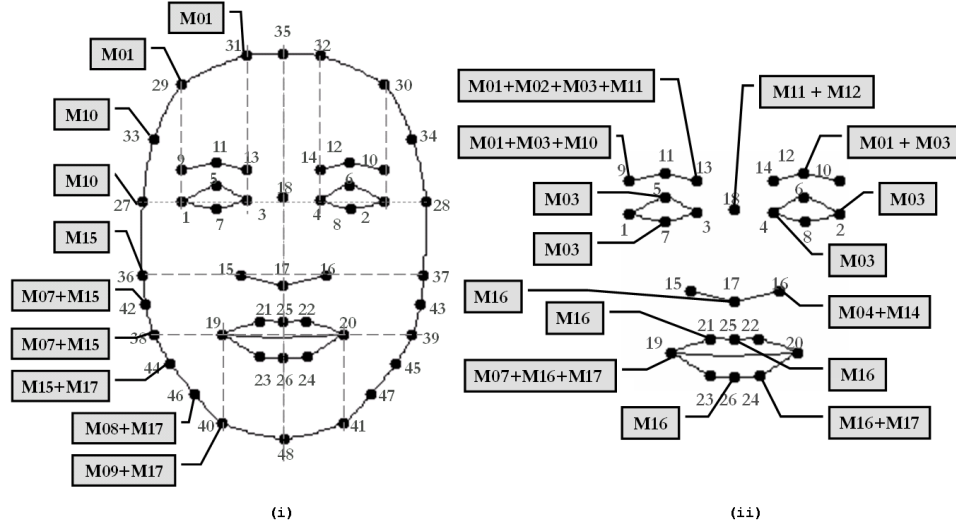 M01
31 35 32
M01
29 30
M10
33 34
9 11 13 14 12 10
5 18 6
M10
27 1 7 3 4 8 2 28
M15
36 15 17 16 37
M07+M15
42 43
21 25 22
M07+M15
38 19 20 39
44 23 26 24 45
M15+M17
46 47
M08+M17
40 41
48
M09+M17
(i)
M01+M02+M03+M11
M11 + M12
M01+M03+M10
M01 + M03
9 11 13 14 12 10
M03
5 18 6
M03
1 7 3 4 8 2
M03
M03
15 17 16
M16
M04+M14
M16
21 25 22
19 20
M07+M16+M17
M16
23 26 24
M16
M16+M17
(ii)